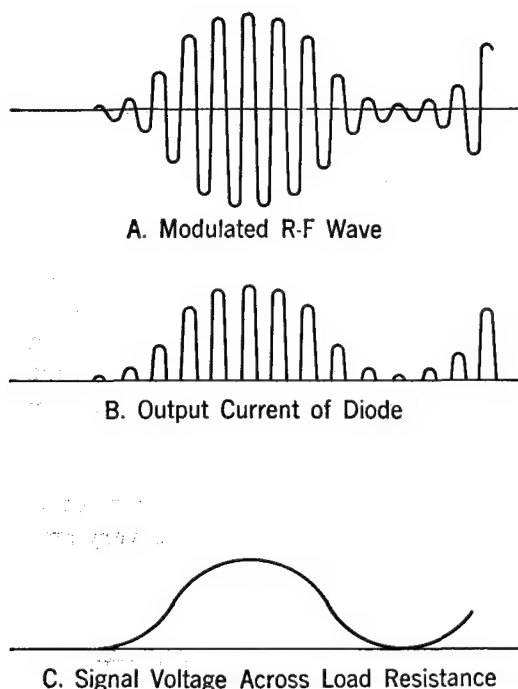 A. Modulated R-F Wave
B. Output Current of Diode
C. Signal Voltage Across Load Resistance